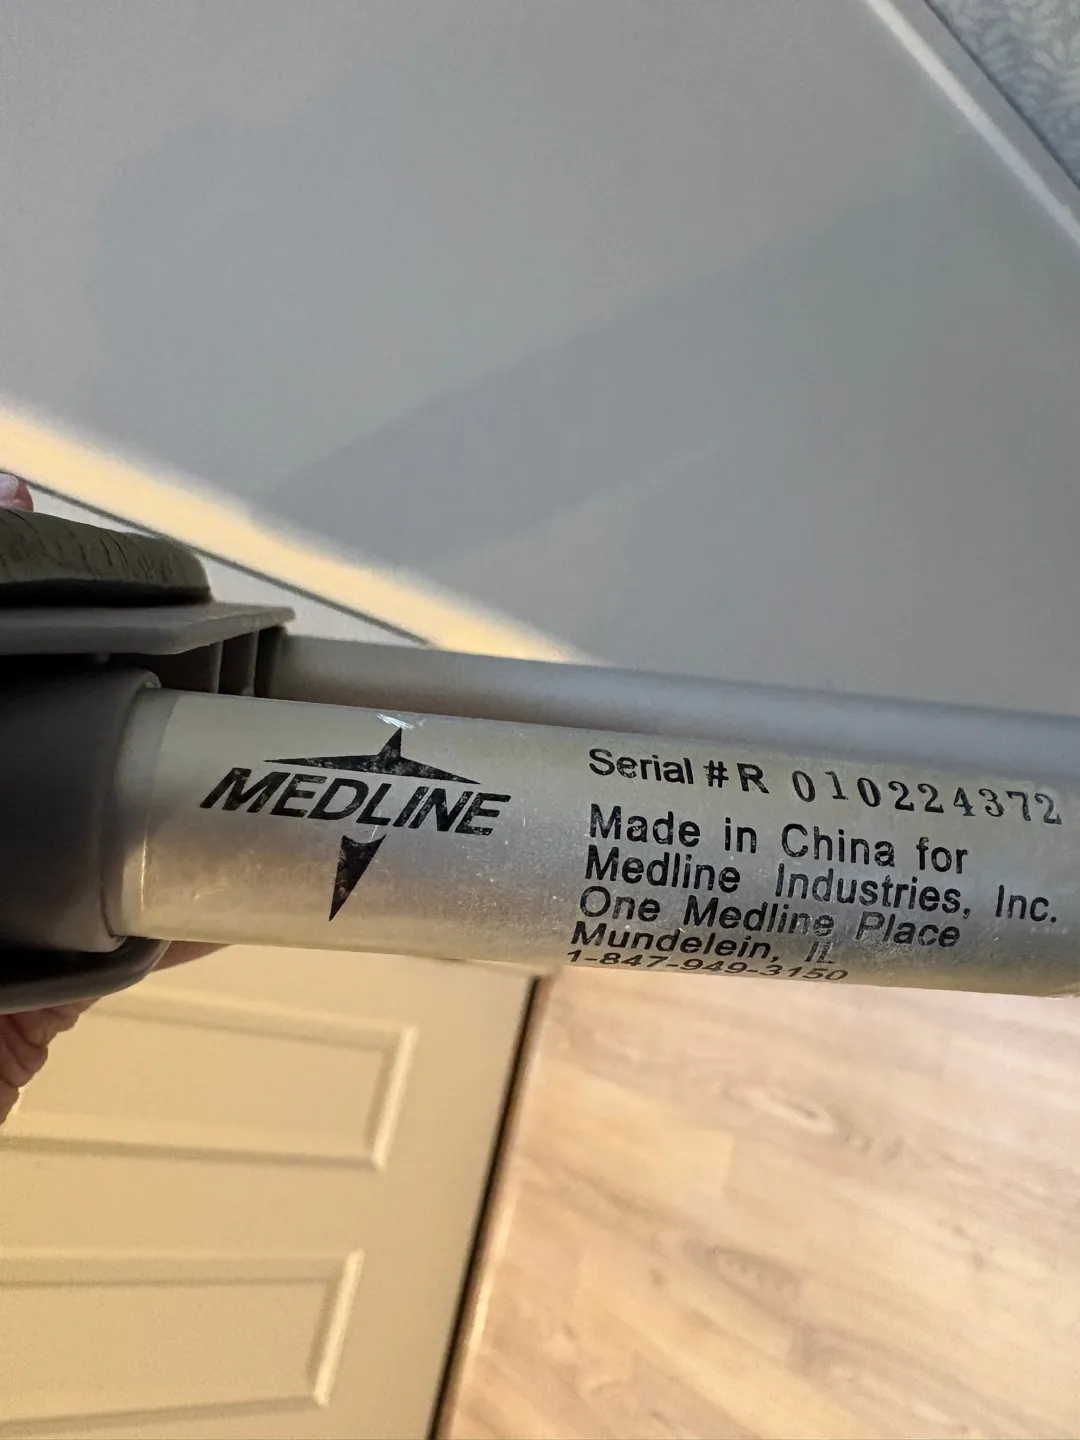 MEDLINE
Serial # R 010224372
Made in China for
Medline Industries, Inc.
One Medline Place
Mundelein, IL
1-847-949-3150